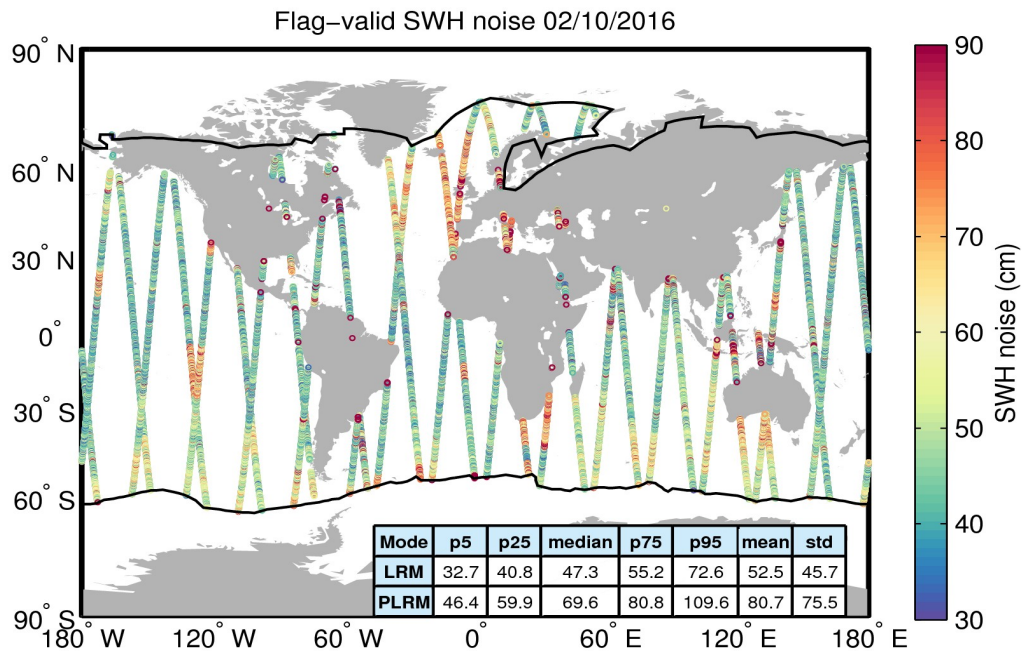 Flag−valid SWH noise 02/10/2016
90° N
60° N
30° N
0°
30° S
60° S
90° S
180° W 120° W 60° W 0° 60° E 120° E 180° E
Mode p5 p25 median p75 p95 mean std
LRM 32.7 40.8 47.3 55.2 72.6 52.5 45.7
PLRM 46.4 59.9 69.6 80.8 109.6 80.7 75.5
90
80
70
60
50
40
30
SWH noise (cm)